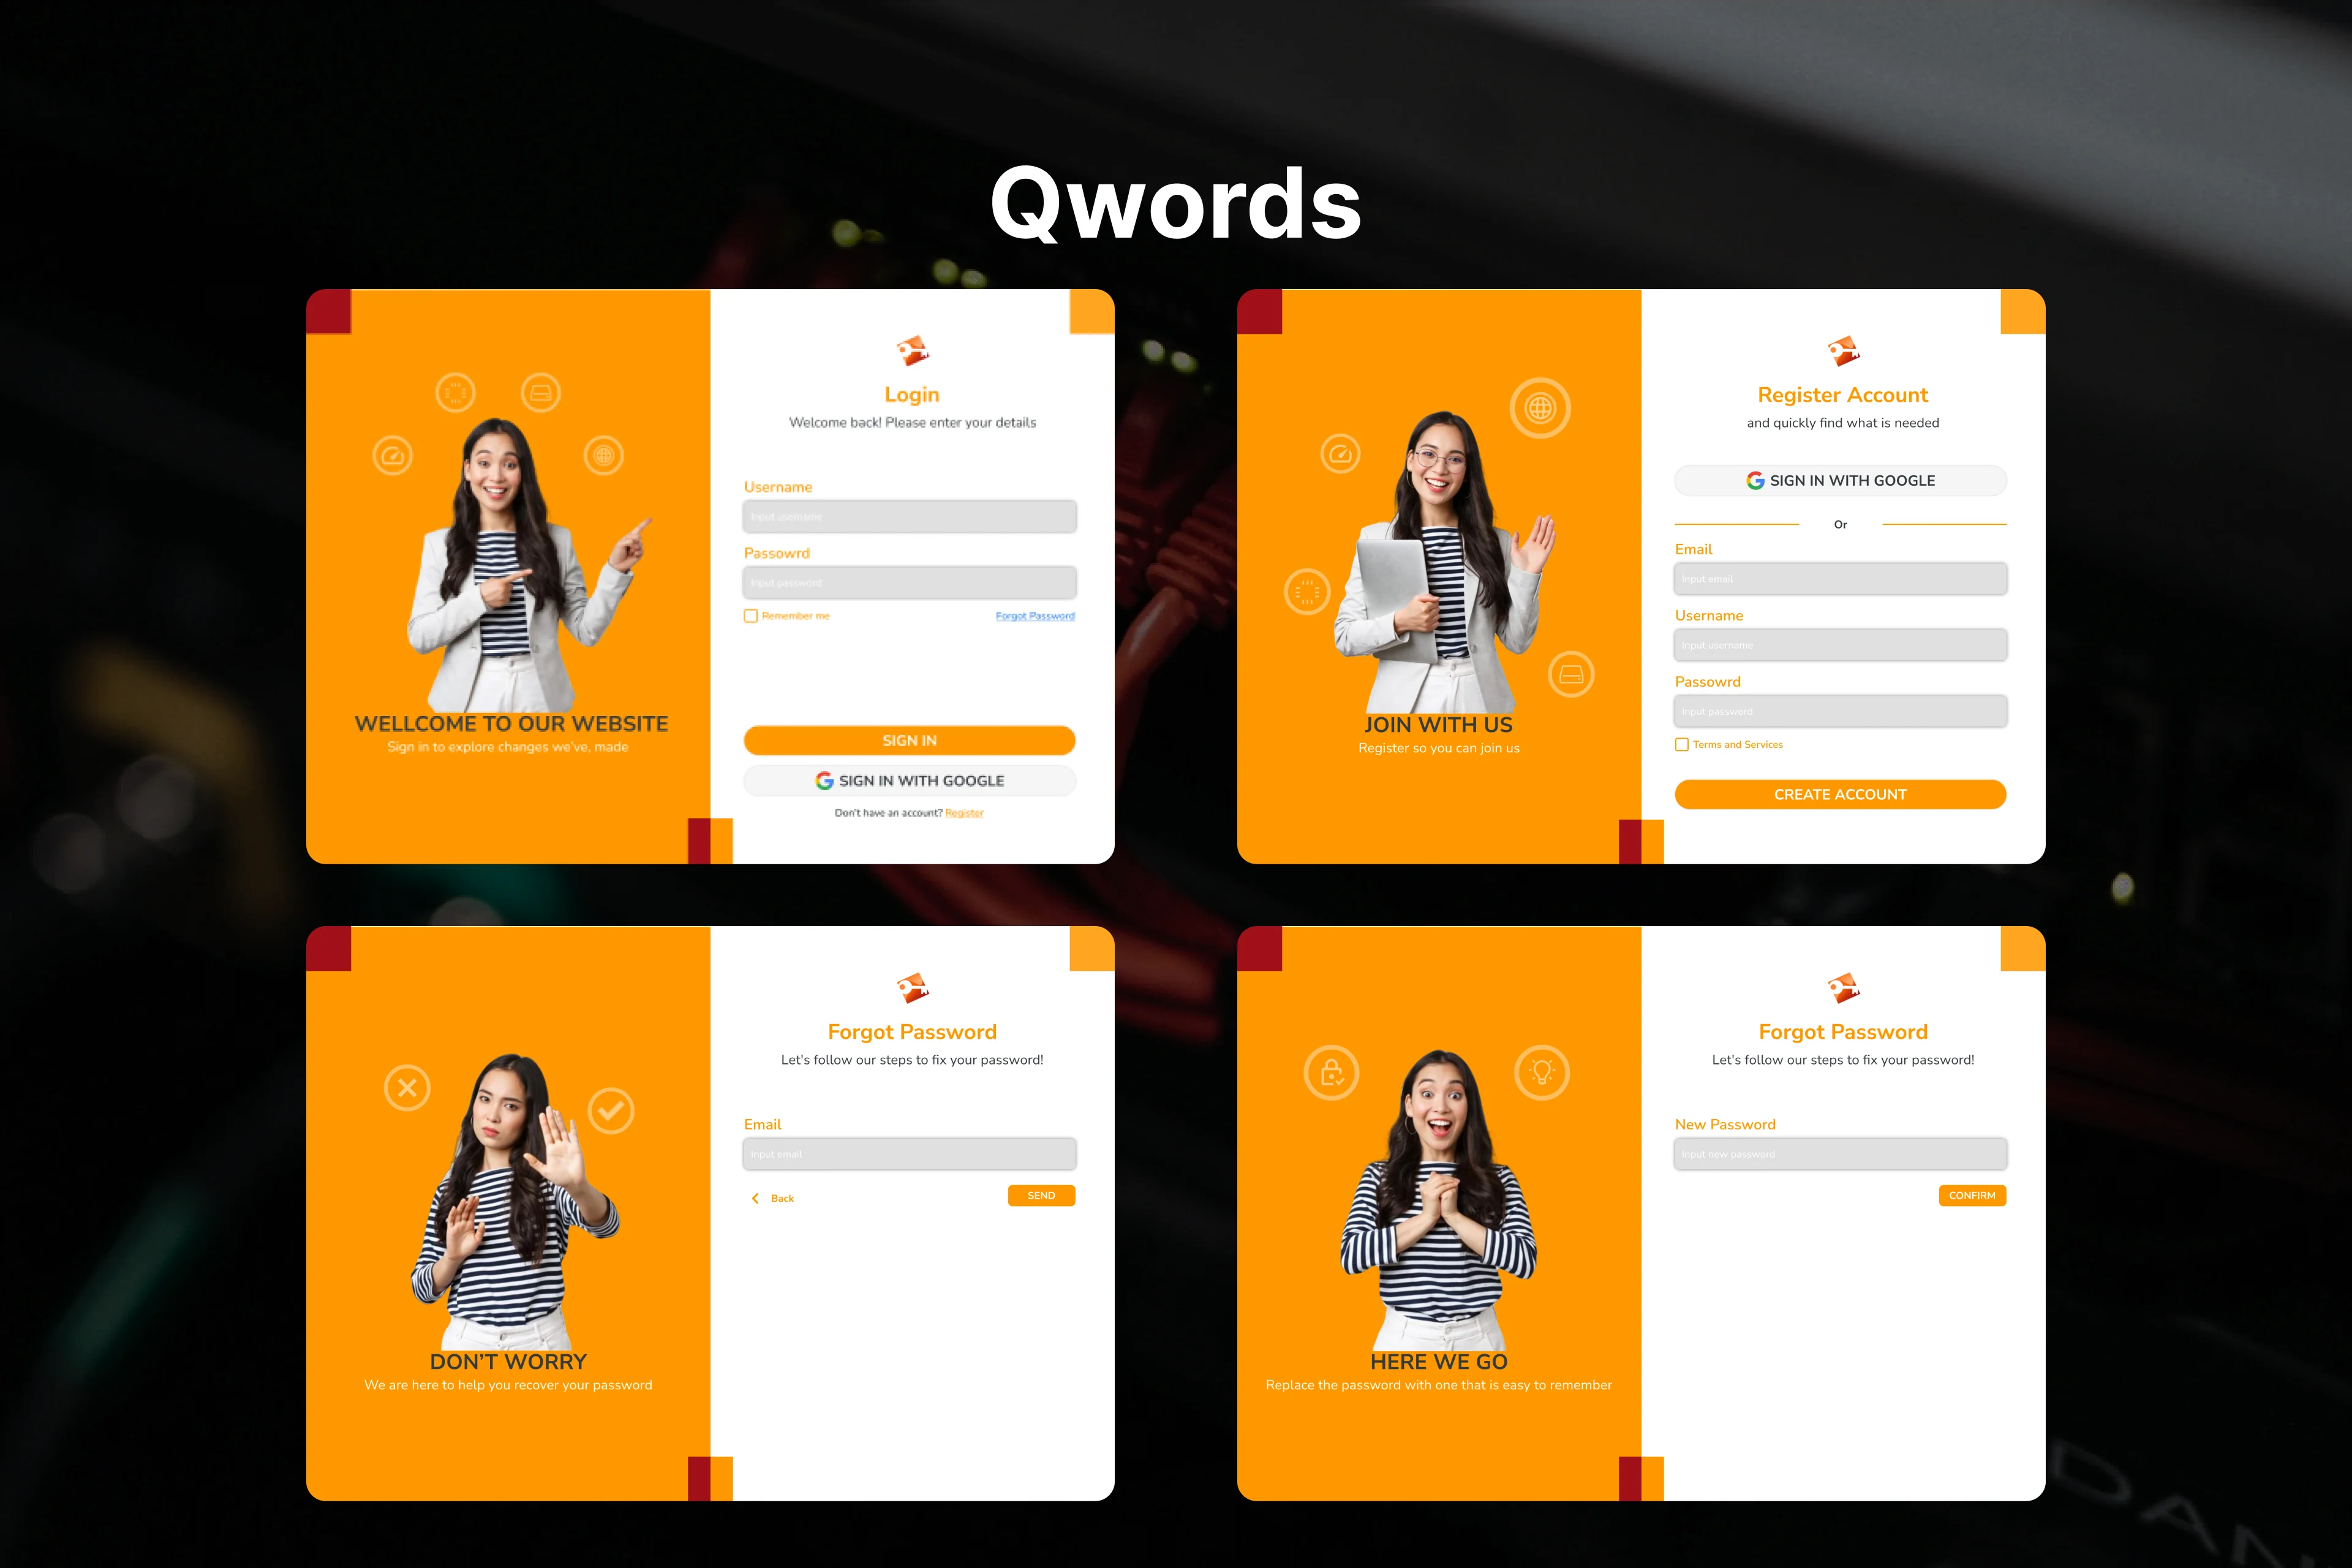 Qwords
WELLCOME TO OUR WEBSITE
Sign in to explore changes we've, made
Login
Welcome back! Please enter your details
Username
Input username
Passowrd
Input password
Remember me
Forgot Password
SIGN IN
SIGN IN WITH GOOGLE
Don't have an account? Register
JOIN WITH US
Register so you can join us
Register Account
and quickly find what is needed
SIGN IN WITH GOOGLE
Or
Email
Input email
Username
Input username
Passowrd
Input password
Terms and Services
CREATE ACCOUNT
DON'T WORRY
We are here to help you recover your password
Forgot Password
Let's follow our steps to fix your password!
Email
Input email
Back
SEND
HERE WE GO
Replace the password with one that is easy to remember
Forgot Password
Let's follow our steps to fix your password!
New Password
Input new password
CONFIRM